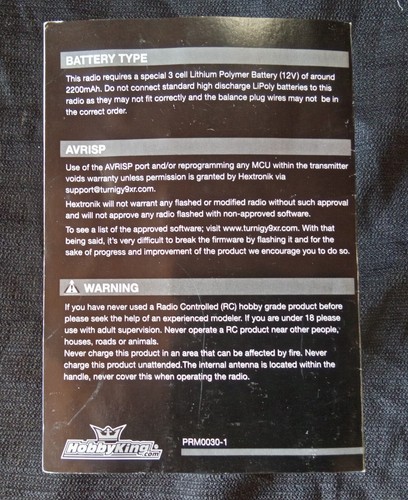 BATTERY TYPE
This radio requires a special 3 cell Lithium Polymer Battery (12V) of around
2200mAh. Do not connect standard high discharge LiPoly batteries to this
radio as they may not fit correctly and the balance plug wires may not  be in
the correct order.
AVRISP
Use of the AVRISP port and/or reprogramming any MCU within the transmitter
voids warranty unless permission is granted by Hextronik via
support@turnigy9xr.com.
Hextronik will not warrant any flashed or modified radio without such approval
and will not approve any radio flashed with non-approved software.
To see a list of the approved software; visit www.turnigy9xr.com. With that
being said, it's very difficult to break the firmware by flashing it and for the
sake of progress and improvement of the product we encourage you to do so.
WARNING
If you have never used a Radio Controlled (RC) hobby grade product before
please seek the help of an experienced modeler. If you are under 18 please
use with adult supervision. Never operate a RC product near other people,
houses, roads or animals.
Never charge this product in an area that can be affected by fire. Never
charge this product unattended.The internal antenna is located within the
handle, never cover this when operating the radio.
HobbyKing®
.com
PRM0030-1